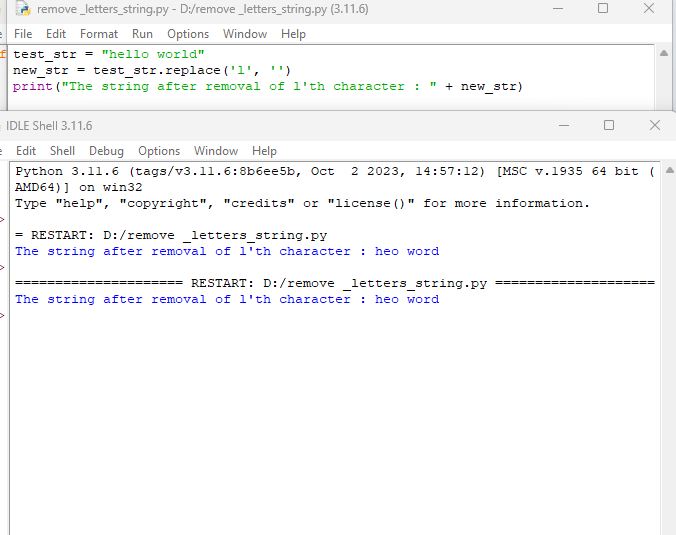 remove _letters_string.py - D:/remove _letters_string.py (3.11.6)
File Edit Format Run Options Window Help
test_str = "hello world"
new_str = test_str.replace('l', '')
print("The string after removal of l'th character : " + new_str)
IDLE Shell 3.11.6
Edit Shell Debug Options Window Help
Python 3.11.6 (tags/v3.11.6:8b6ee5b, Oct  2 2023, 14:57:12) [MSC v.1935 64 bit (
AMD64)] on win32
Type "help", "copyright", "credits" or "license()" for more information.
= RESTART: D:/remove _letters_string.py
The string after removal of l'th character : heo word
===================== RESTART: D:/remove _letters_string.py ====================
The string after removal of l'th character : heo word